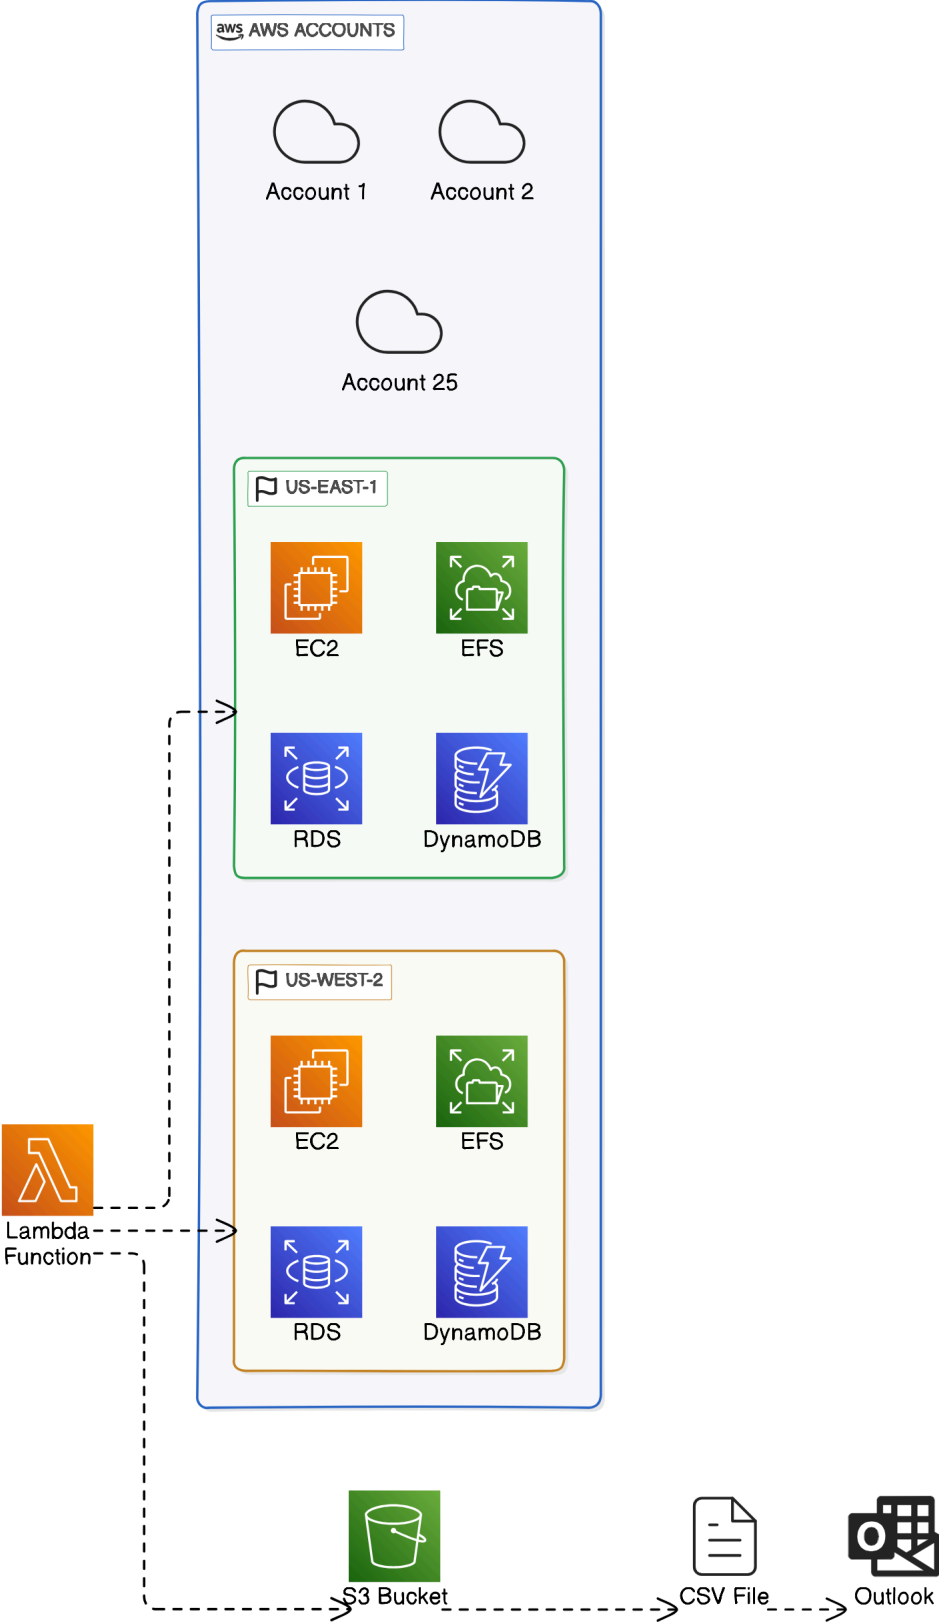 aws AWS ACCOUNTS
Account 1
Account 2
Account 25
US-EAST-1
EC2
EFS
RDS
DynamoDB
US-WEST-2
EC2
EFS
Lambda
Function
RDS
DynamoDB
S3 Bucket
CSV File
Outlook